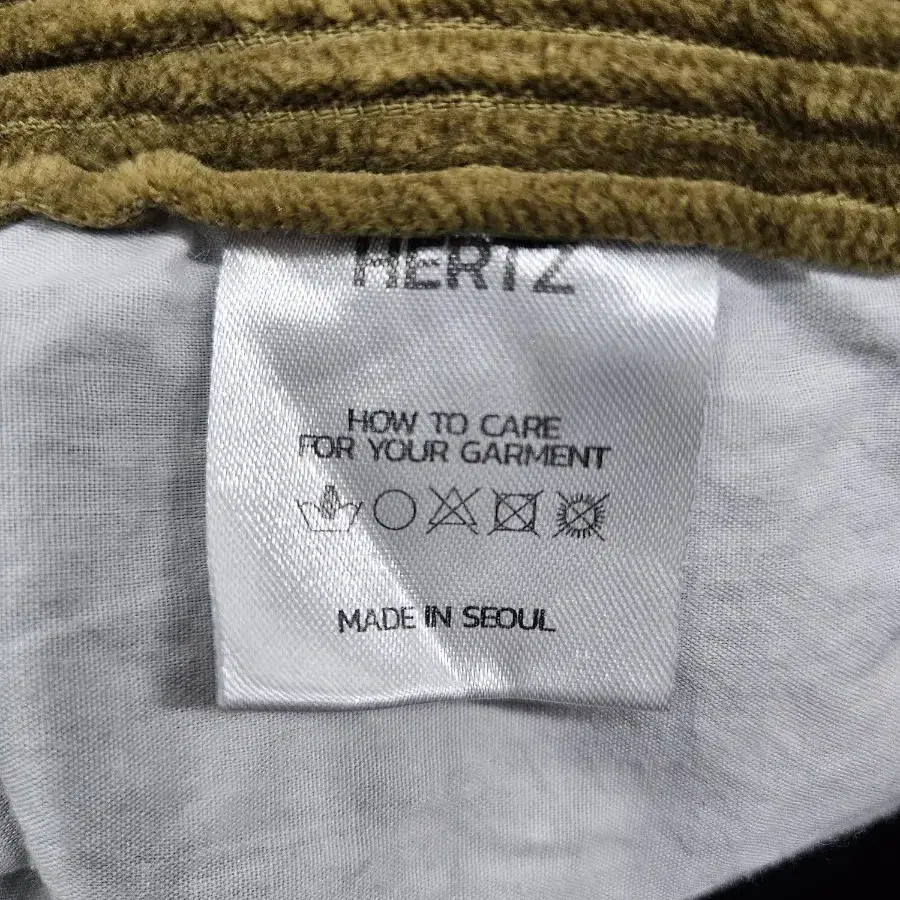 HERTZ
HOW TO CARE
FOR YOUR GARMENT
MADE IN SEOUL